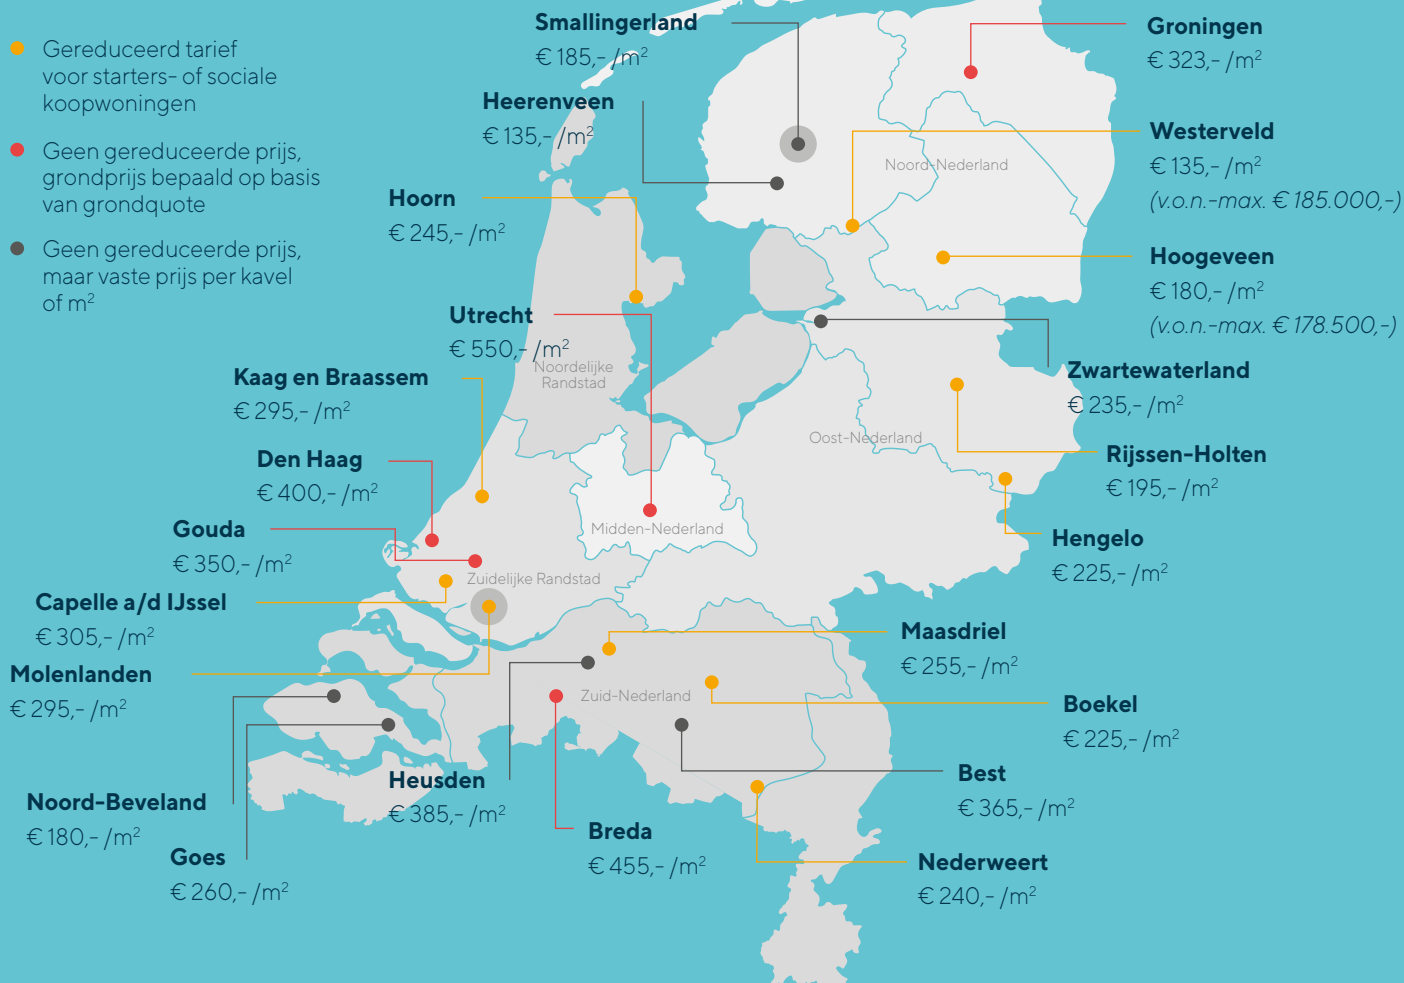 Gereduceerd tarief
voor starters- of sociale
koopwoningen
Geen gereduceerde prijs,
grondprijs bepaald op basis
van grondquote
Geen gereduceerde prijs,
maar vaste prijs per kavel
of m²
Smallingerland
€ 185,- /m²
Groningen
€ 323,- /m²
Heerenveen
€ 135,- /m²
Westerveld
€ 135,- /m²
(v.o.n.-max. € 185.000,-)
Noord-Nederland
Hoorn
€ 245,- /m²
Hoogeveen
€ 180,- /m²
(v.o.n.-max. € 178.500,-)
Utrecht
€ 550,- /m²
Noordelijke
Randstad
Kaag en Braassem
€ 295,- /m²
Zwartewaterland
€ 235,- /m²
Oost-Nederland
Den Haag
€ 400,- /m²
Rijssen-Holten
€ 195,- /m²
Gouda
€ 350,- /m²
Midden-Nederland
Hengelo
€ 225,- /m²
Zuidelijke Randstad
Capelle a/d IJssel
€ 305,- /m²
Maasdriel
€ 255,- /m²
Molenlanden
€ 295,- /m²
Zuid-Nederland
Boekel
€ 225,- /m²
Heusden
€ 385,- /m²
Best
€ 365,- /m²
Noord-Beveland
€ 180,- /m²
Breda
€ 455,- /m²
Goes
€ 260,- /m²
Nederweert
€ 240,- /m²